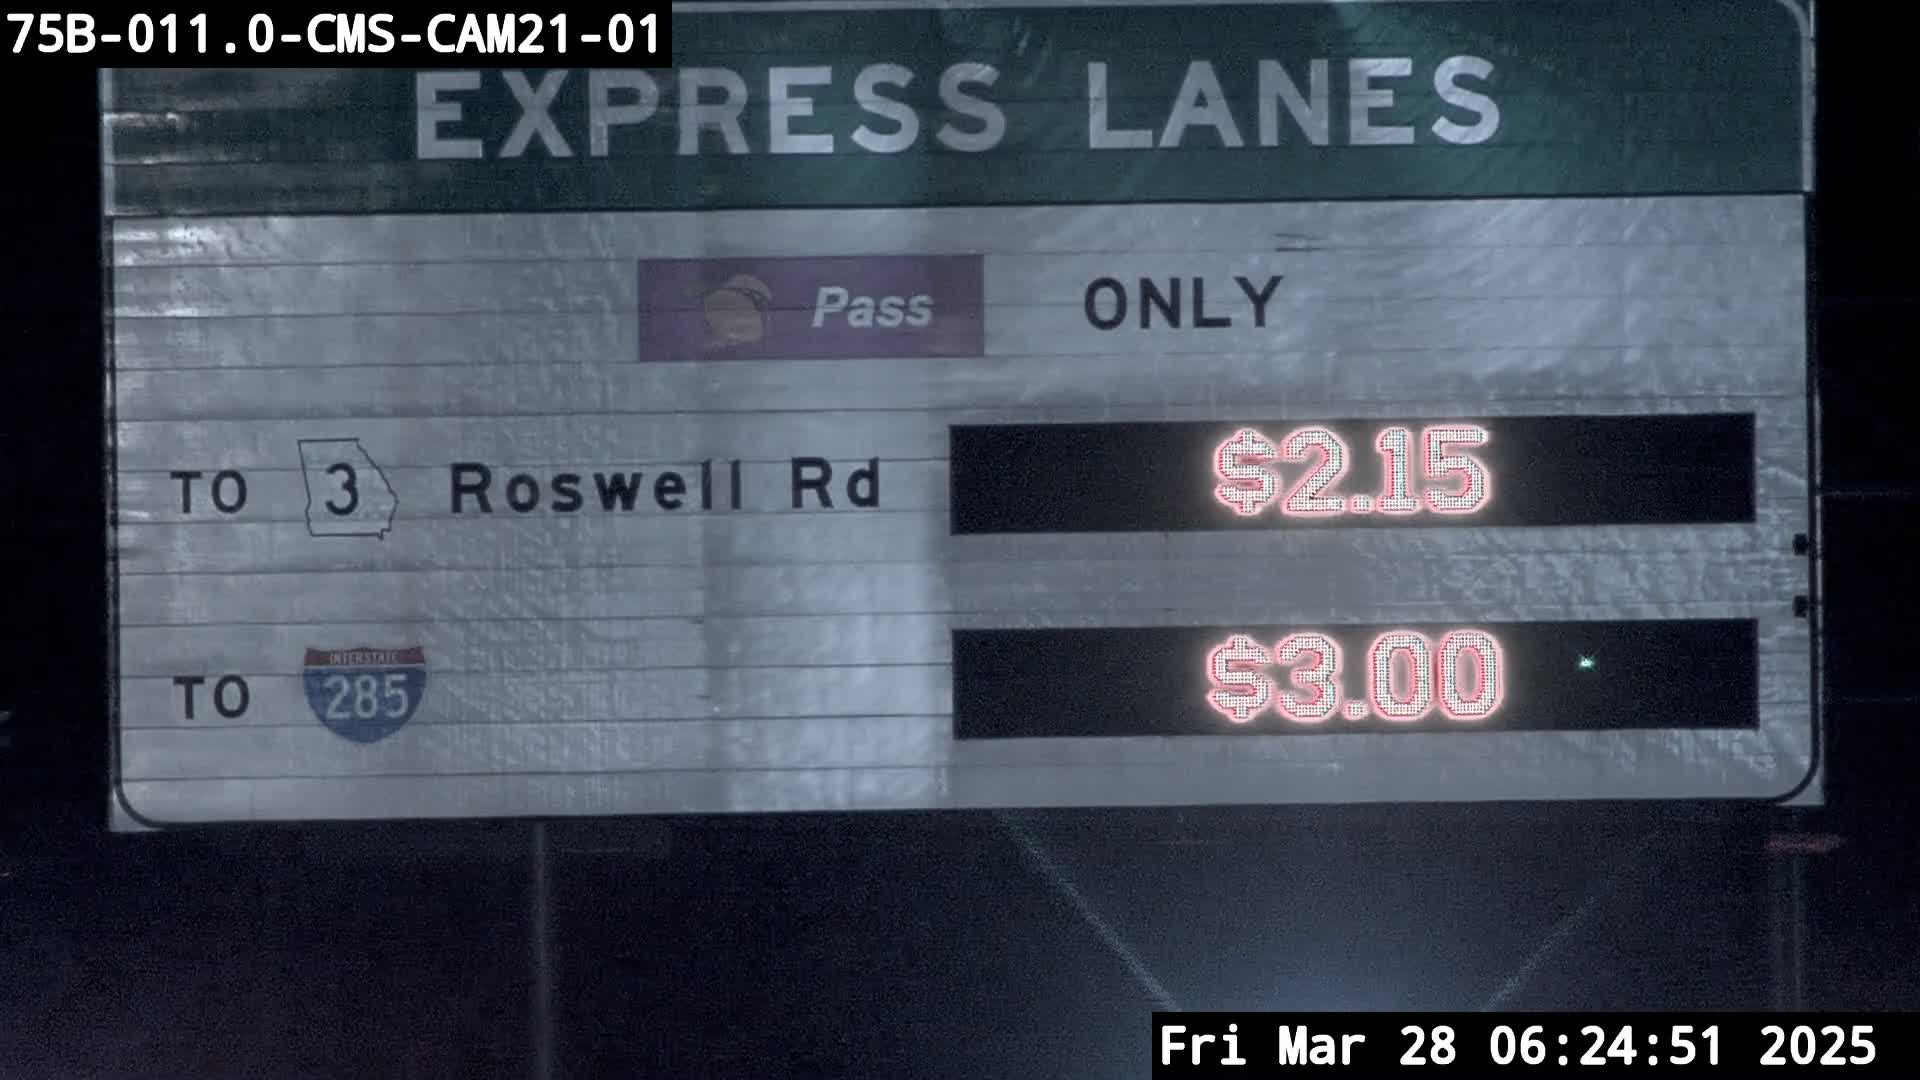 75B-011.0-CMS-CAM21-01
EXPRESS LANES
Pass ONLY
TO 3 Roswell Rd $2.15
INTERSTATE
TO 285 $3.00
Fri Mar 28 06:24:51 2025